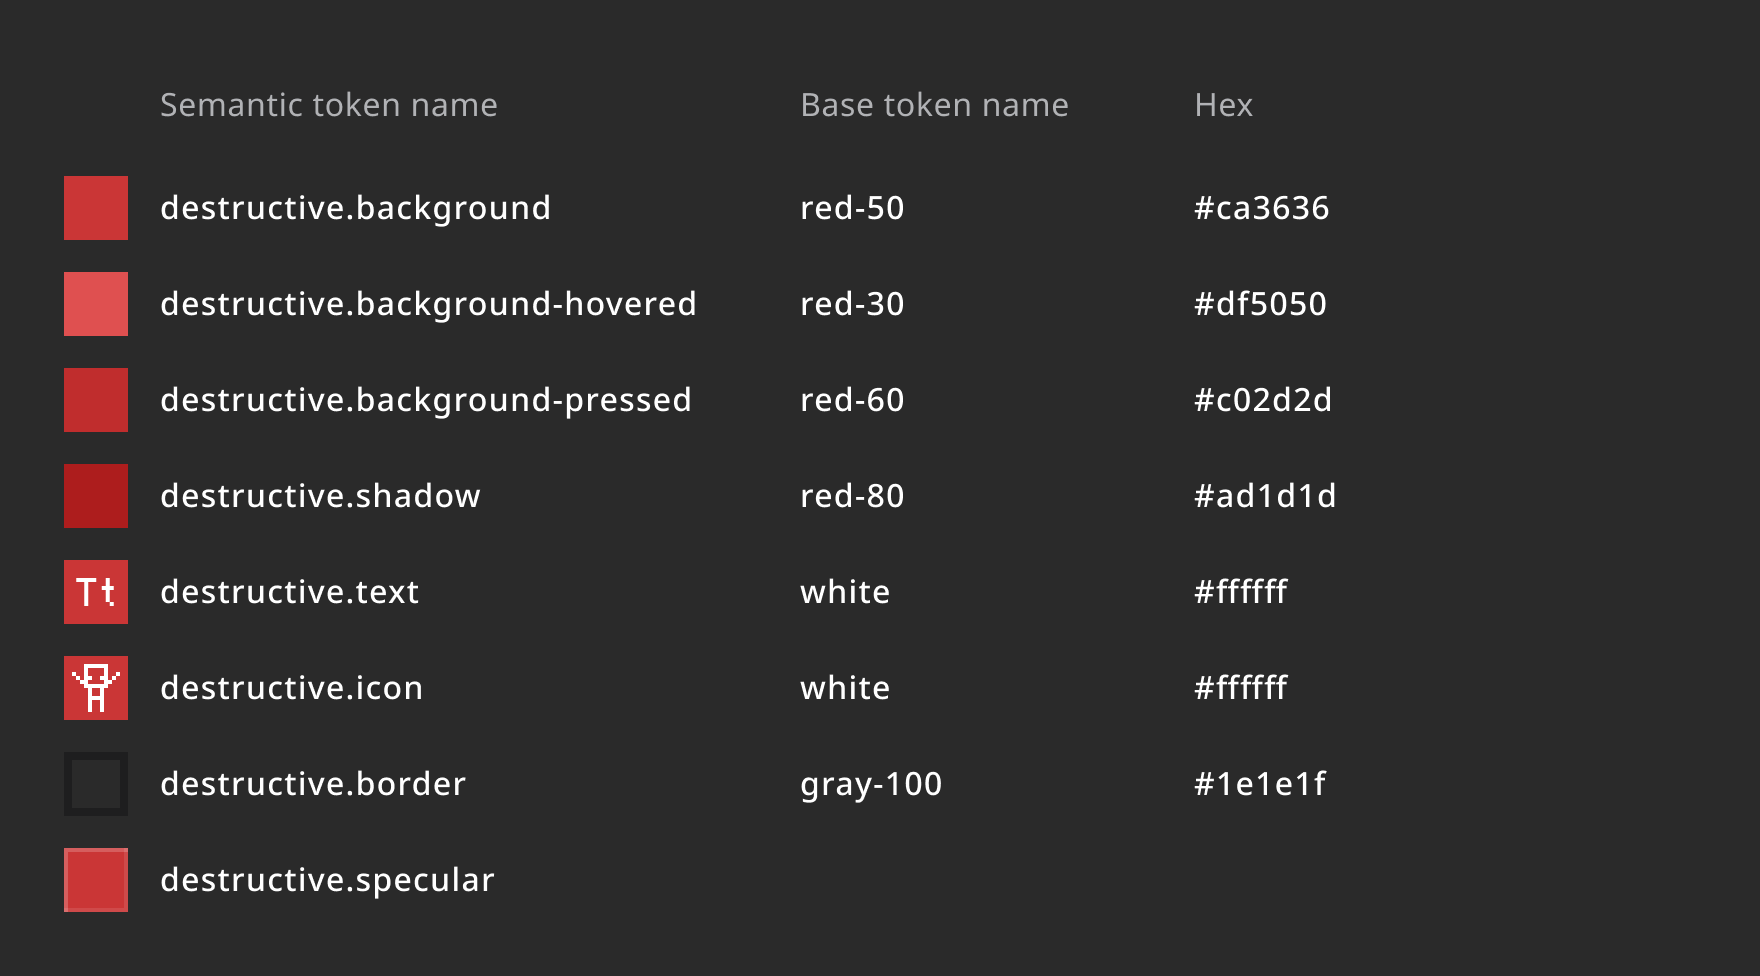 Semantic token name Base token name Hex
destructive.background red-50 #ca3636
destructive.background-hovered red-30 #df5050
destructive.background-pressed red-60 #c02d2d
destructive.shadow red-80 #ad1d1d
Tt destructive.text white #ffffff
destructive.icon white #ffffff
destructive.border gray-100 #1e1e1f
destructive.specular